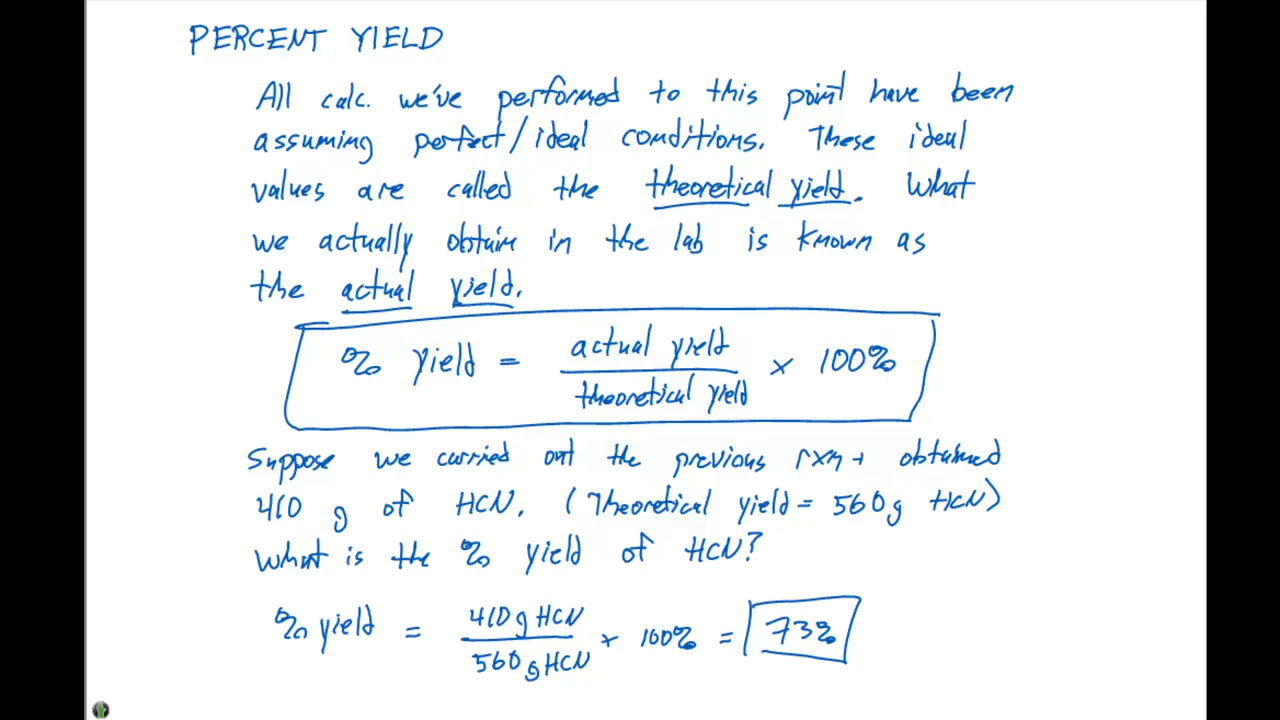 PERCENT YIELD
All calc. we've performed to this point have been
assuming perfect/ideal conditions. These ideal
values are called the theoretical yield. What
we actually obtain in the lab is known as
the actual yield.
% yield = actual yield / theoretical yield × 100%
Suppose we carried out the previous rxn + obtained
410 g of HCN. (Theoretical yield = 560g HCN)
What is the % yield of HCN?
% yield = 410g HCN / 560g HCN × 100% = 73%